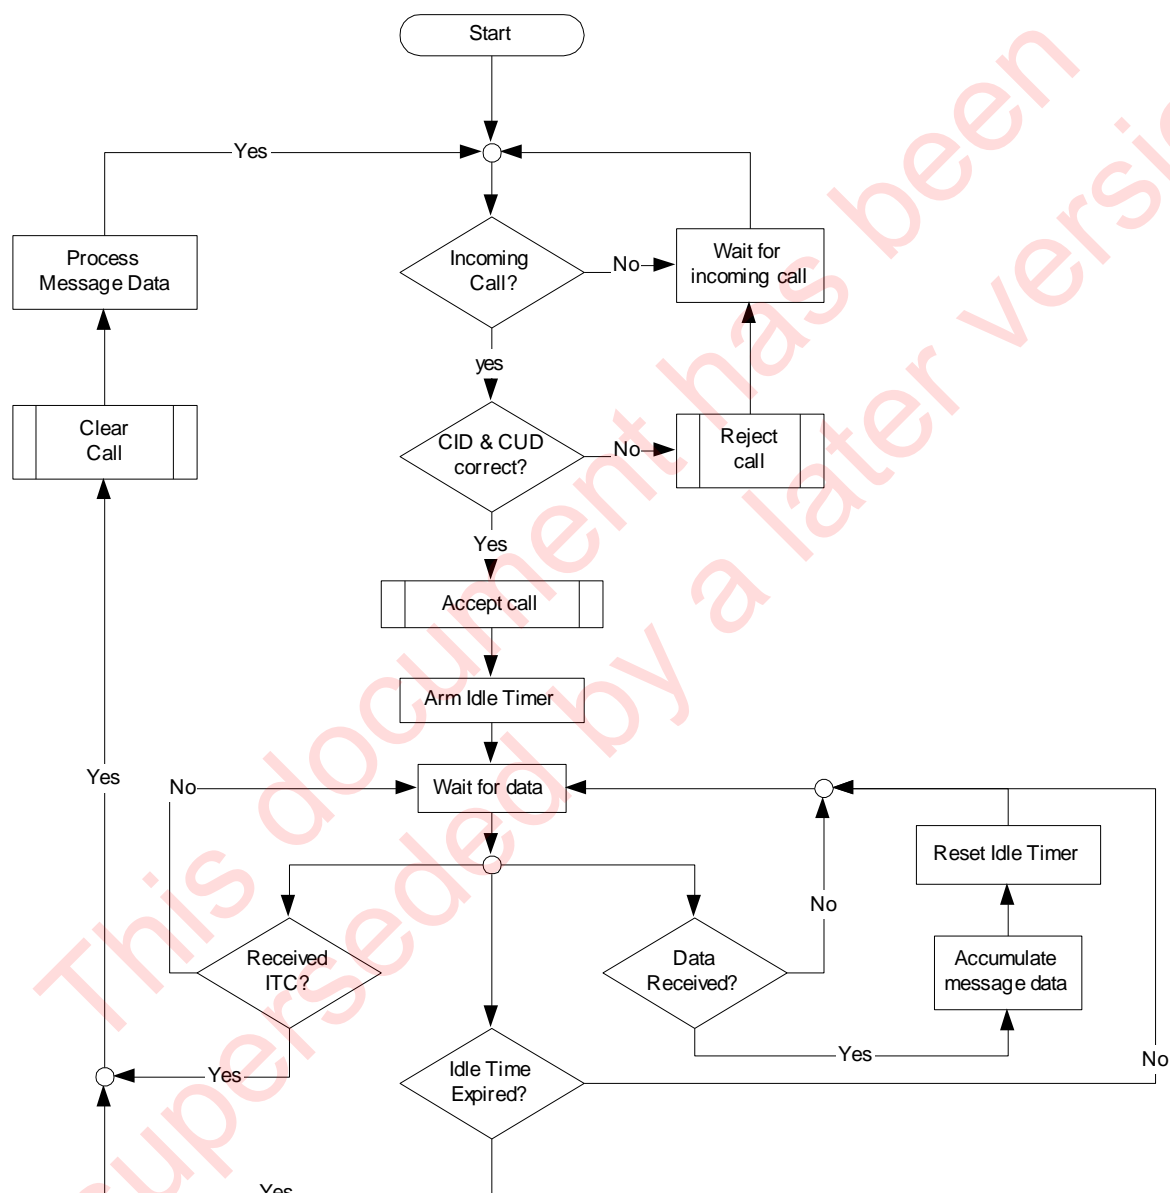 Start
Yes
Process
Message Data
Incoming
Call?
No
Wait for
incoming call
yes
Clear
Call
CID & CUD
correct?
No
Reject
call
Yes
Accept call
Arm Idle Timer
Yes
No
Wait for data
Reset Idle Timer
No
Received
ITC?
Data
Received?
Accumulate
message data
Yes
Yes
Idle Time
Expired?
No
Yes
This document has been
superseded by a later versi